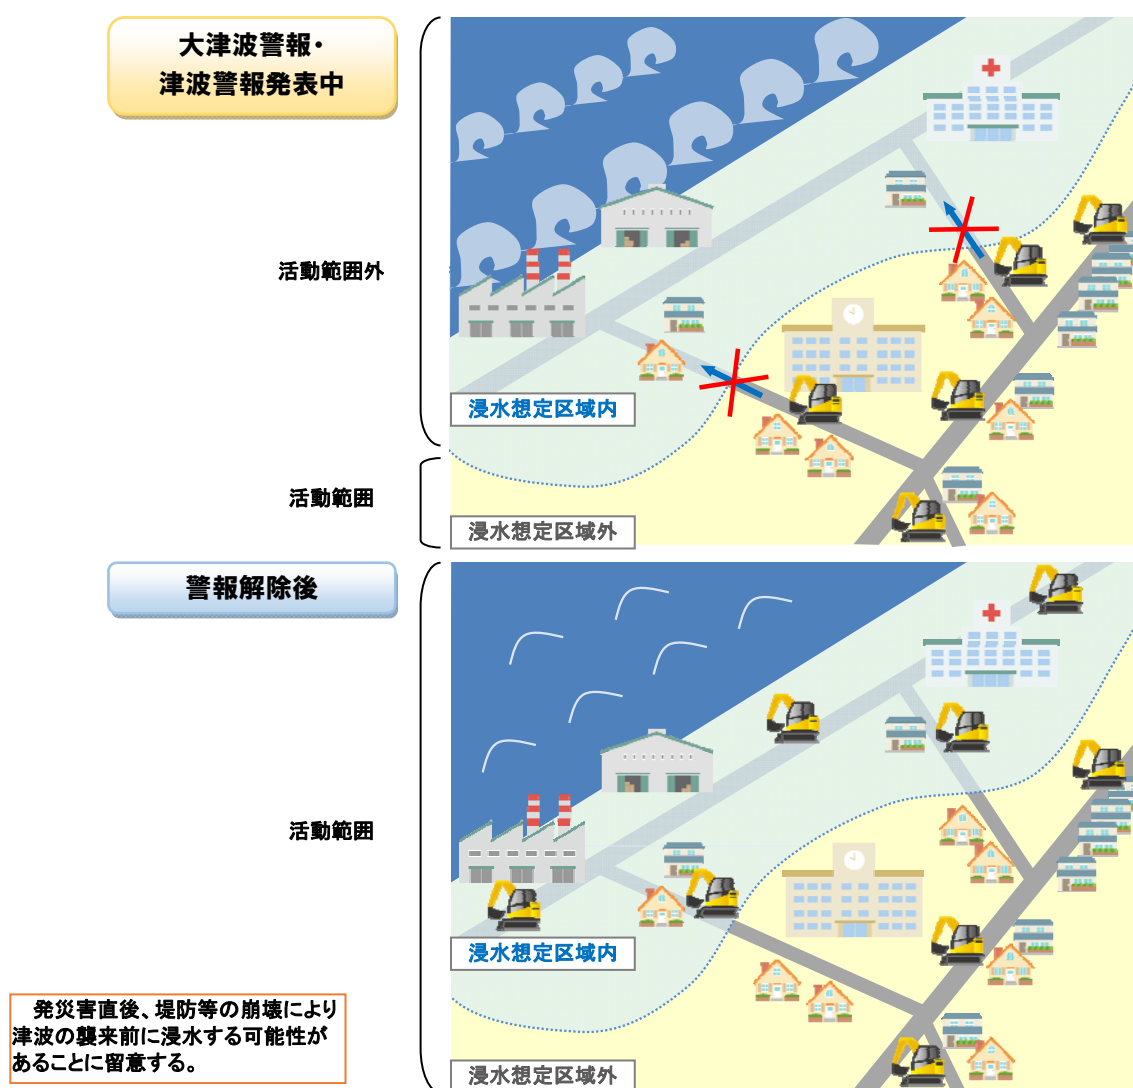 大津波警報・
津波警報発表中
活動範囲外
浸水想定区域内
活動範囲
浸水想定区域外
警報解除後
活動範囲
浸水想定区域内
発災害直後、堤防等の崩壊により
津波の襲来前に浸水する可能性が
あることに留意する。
浸水想定区域外